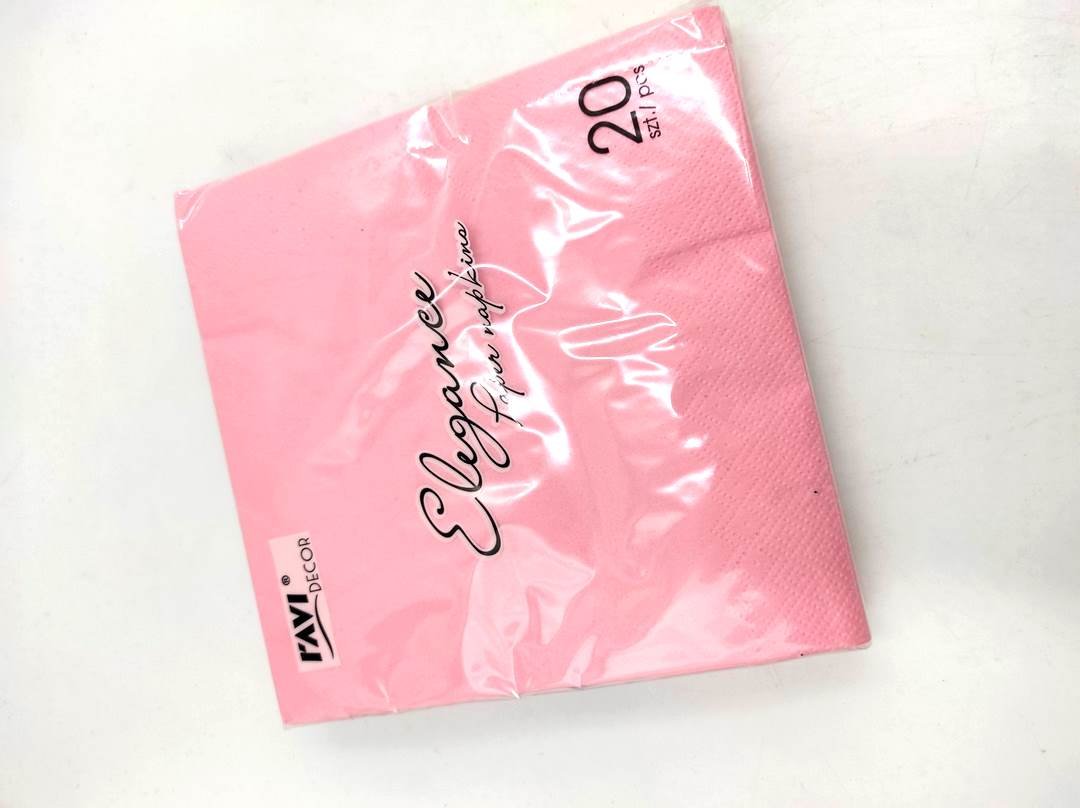 rAVI®
DECOR
Elegance
paper napkins
20
szt./ pcs